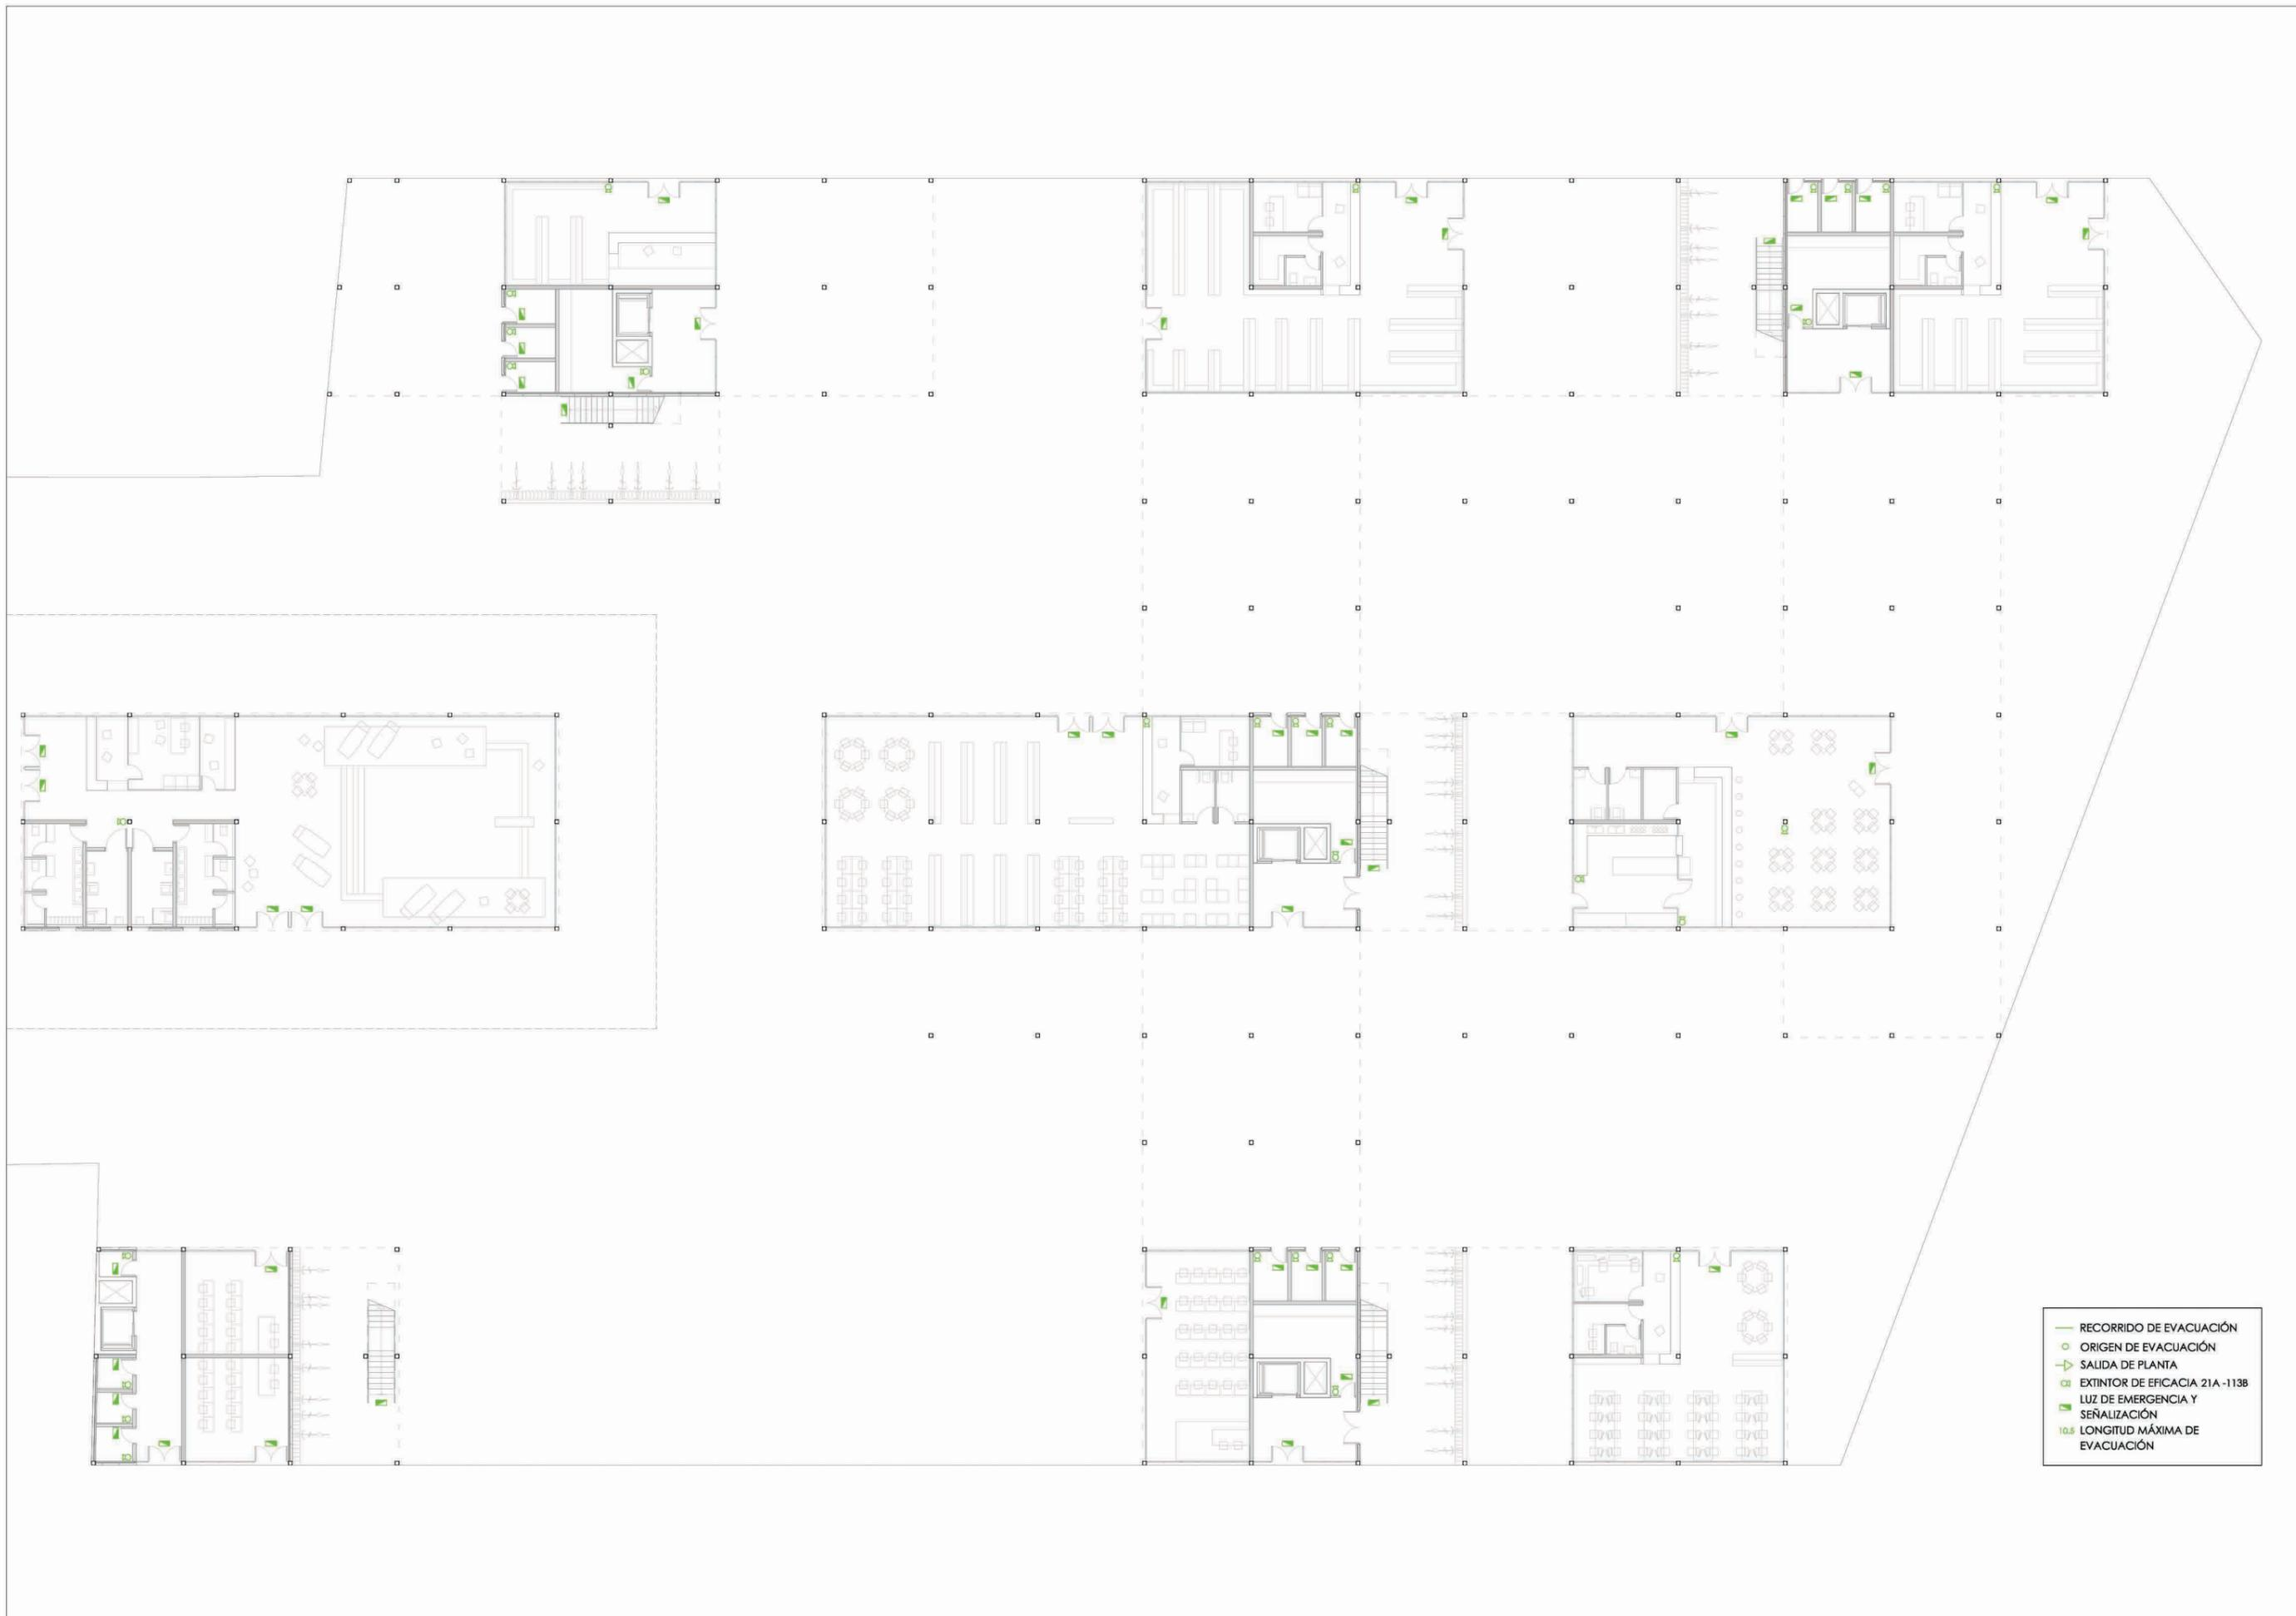 RECORRIDO DE EVACUACIÓN
ORIGEN DE EVACUACIÓN
SALIDA DE PLANTA
EXTINTOR DE EFICACIA 21A -113B
LUZ DE EMERGENCIA Y
SEÑALIZACIÓN
10.5 LONGITUD MÁXIMA DE
EVACUACIÓN